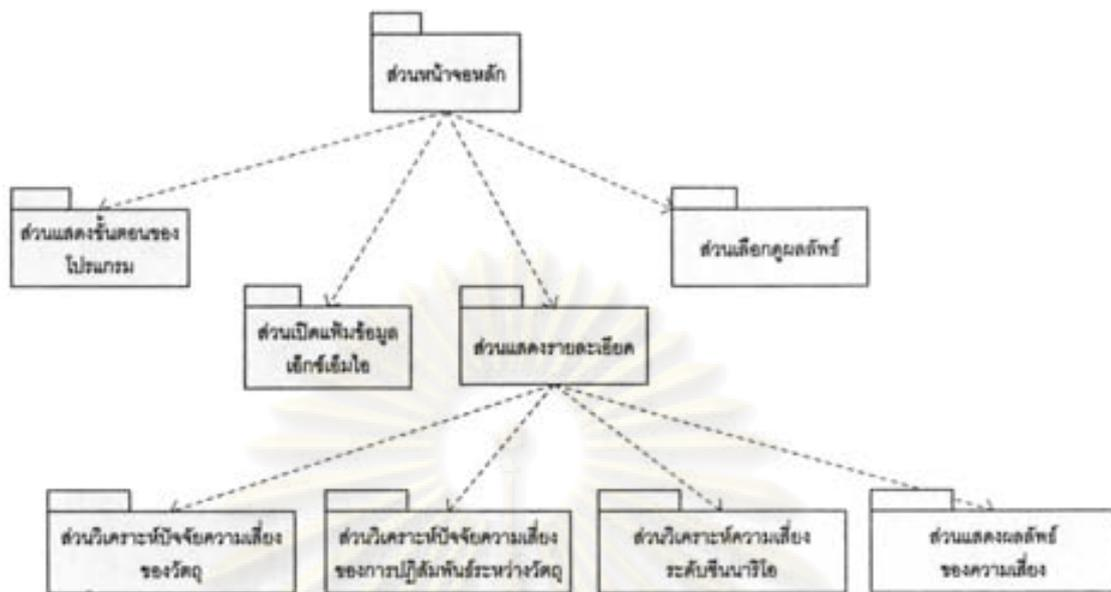 ส่วนหน้าจอหลัก
ส่วนแสดงขั้นตอนของ
โปรแกรม
ส่วนเลือกดูผลลัพธ์
ส่วนเปิดแฟ้มข้อมูล
เอ็กซ์เอ็มไอ
ส่วนแสดงรายละเอียด
ส่วนวิเคราะห์ปัจจัยความเสี่ยง
ของวัตถุ
ส่วนวิเคราะห์ปัจจัยความเสี่ยง
ของการปฏิสัมพันธ์ระหว่างวัตถุ
ส่วนวิเคราะห์ความเสี่ยง
ระดับซีนนาริโอ
ส่วนแสดงผลลัพธ์
ของความเสี่ยง